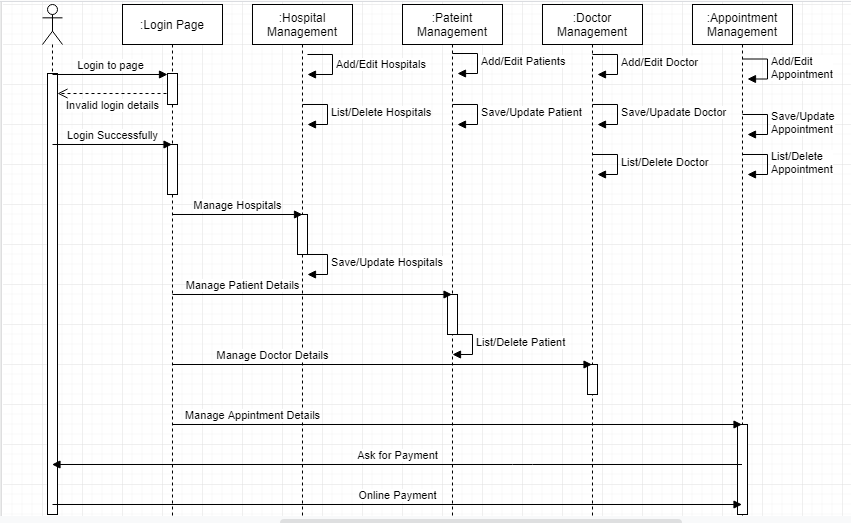 :Login Page
:Hospital
Management
:Pateint
Management
:Doctor
Management
:Appointment
Management
Login to page
Add/Edit Hospitals
Add/Edit Patients
Add/Edit Doctor
Add/Edit
Appointment
Invalid login details
List/Delete Hospitals
Save/Update Patient
Save/Upadate Doctor
Save/Update
Appointment
Login Successfully
List/Delete Doctor
List/Delete
Appointment
Manage Hospitals
Save/Update Hospitals
Manage Patient Details
List/Delete Patient
Manage Doctor Details
Manage Appintment Details
Ask for Payment
Online Payment